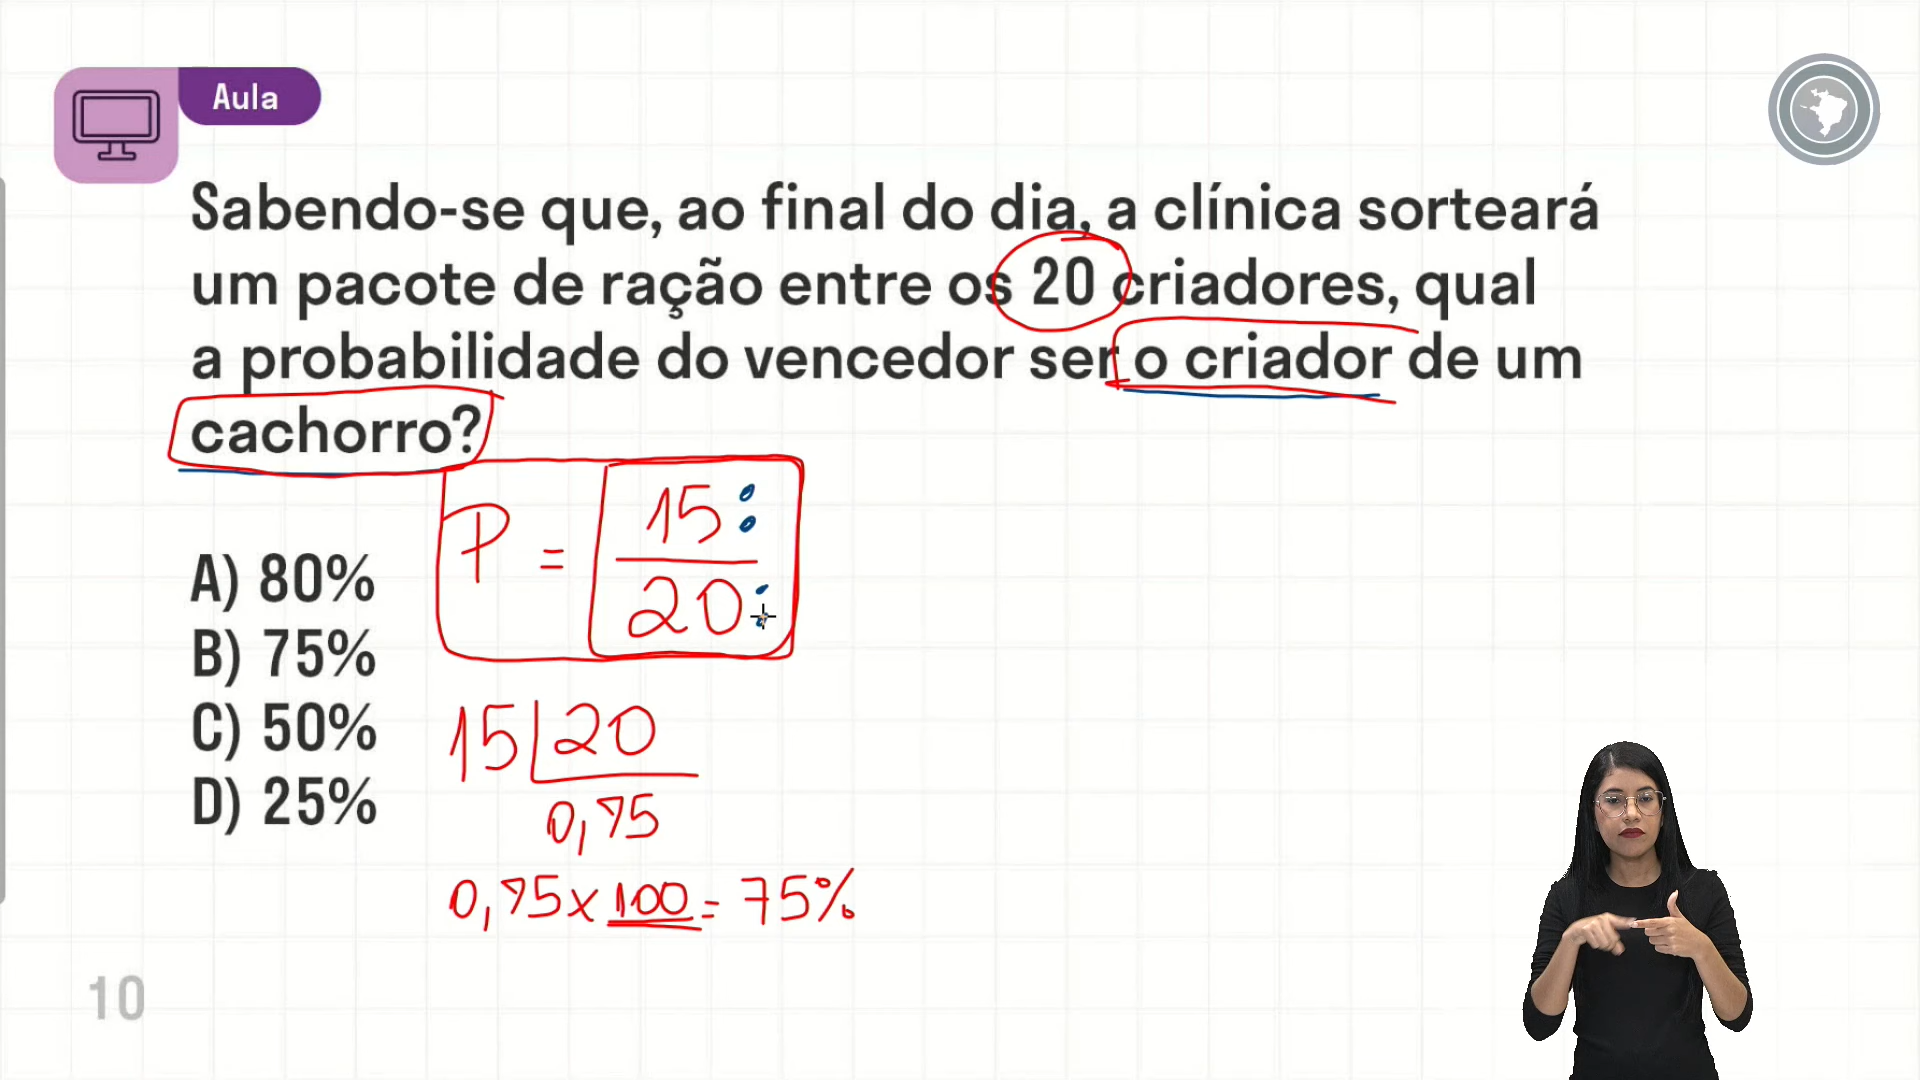 Aula
Sabendo-se que, ao final do dia, a clínica sorteará
um pacote de ração entre os 20 criadores, qual
a probabilidade do vencedor ser o criador de um
cachorro?
P = 15:
20:
A) 80%
B) 75%
C) 50%
D) 25%
15 20
0,75
0,75 x 100 = 75%
10